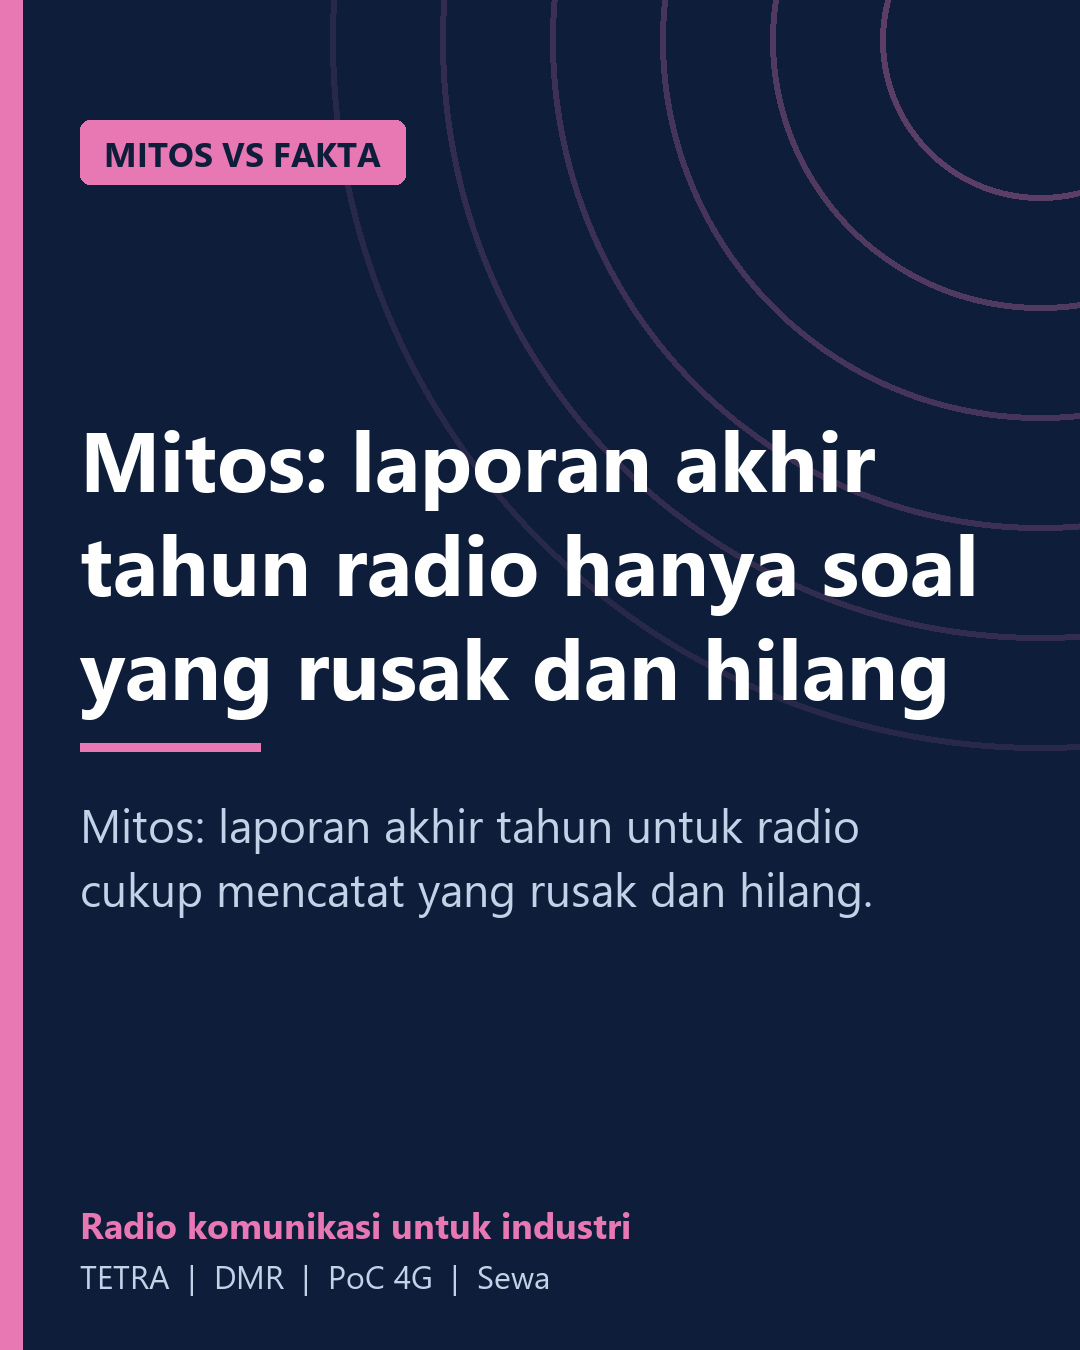 MITOS VS FAKTA
Mitos: laporan akhir
tahun radio hanya soal
yang rusak dan hilang
Mitos: laporan akhir tahun untuk radio
cukup mencatat yang rusak dan hilang.
Radio komunikasi untuk industri
TETRA | DMR | PoC 4G | Sewa